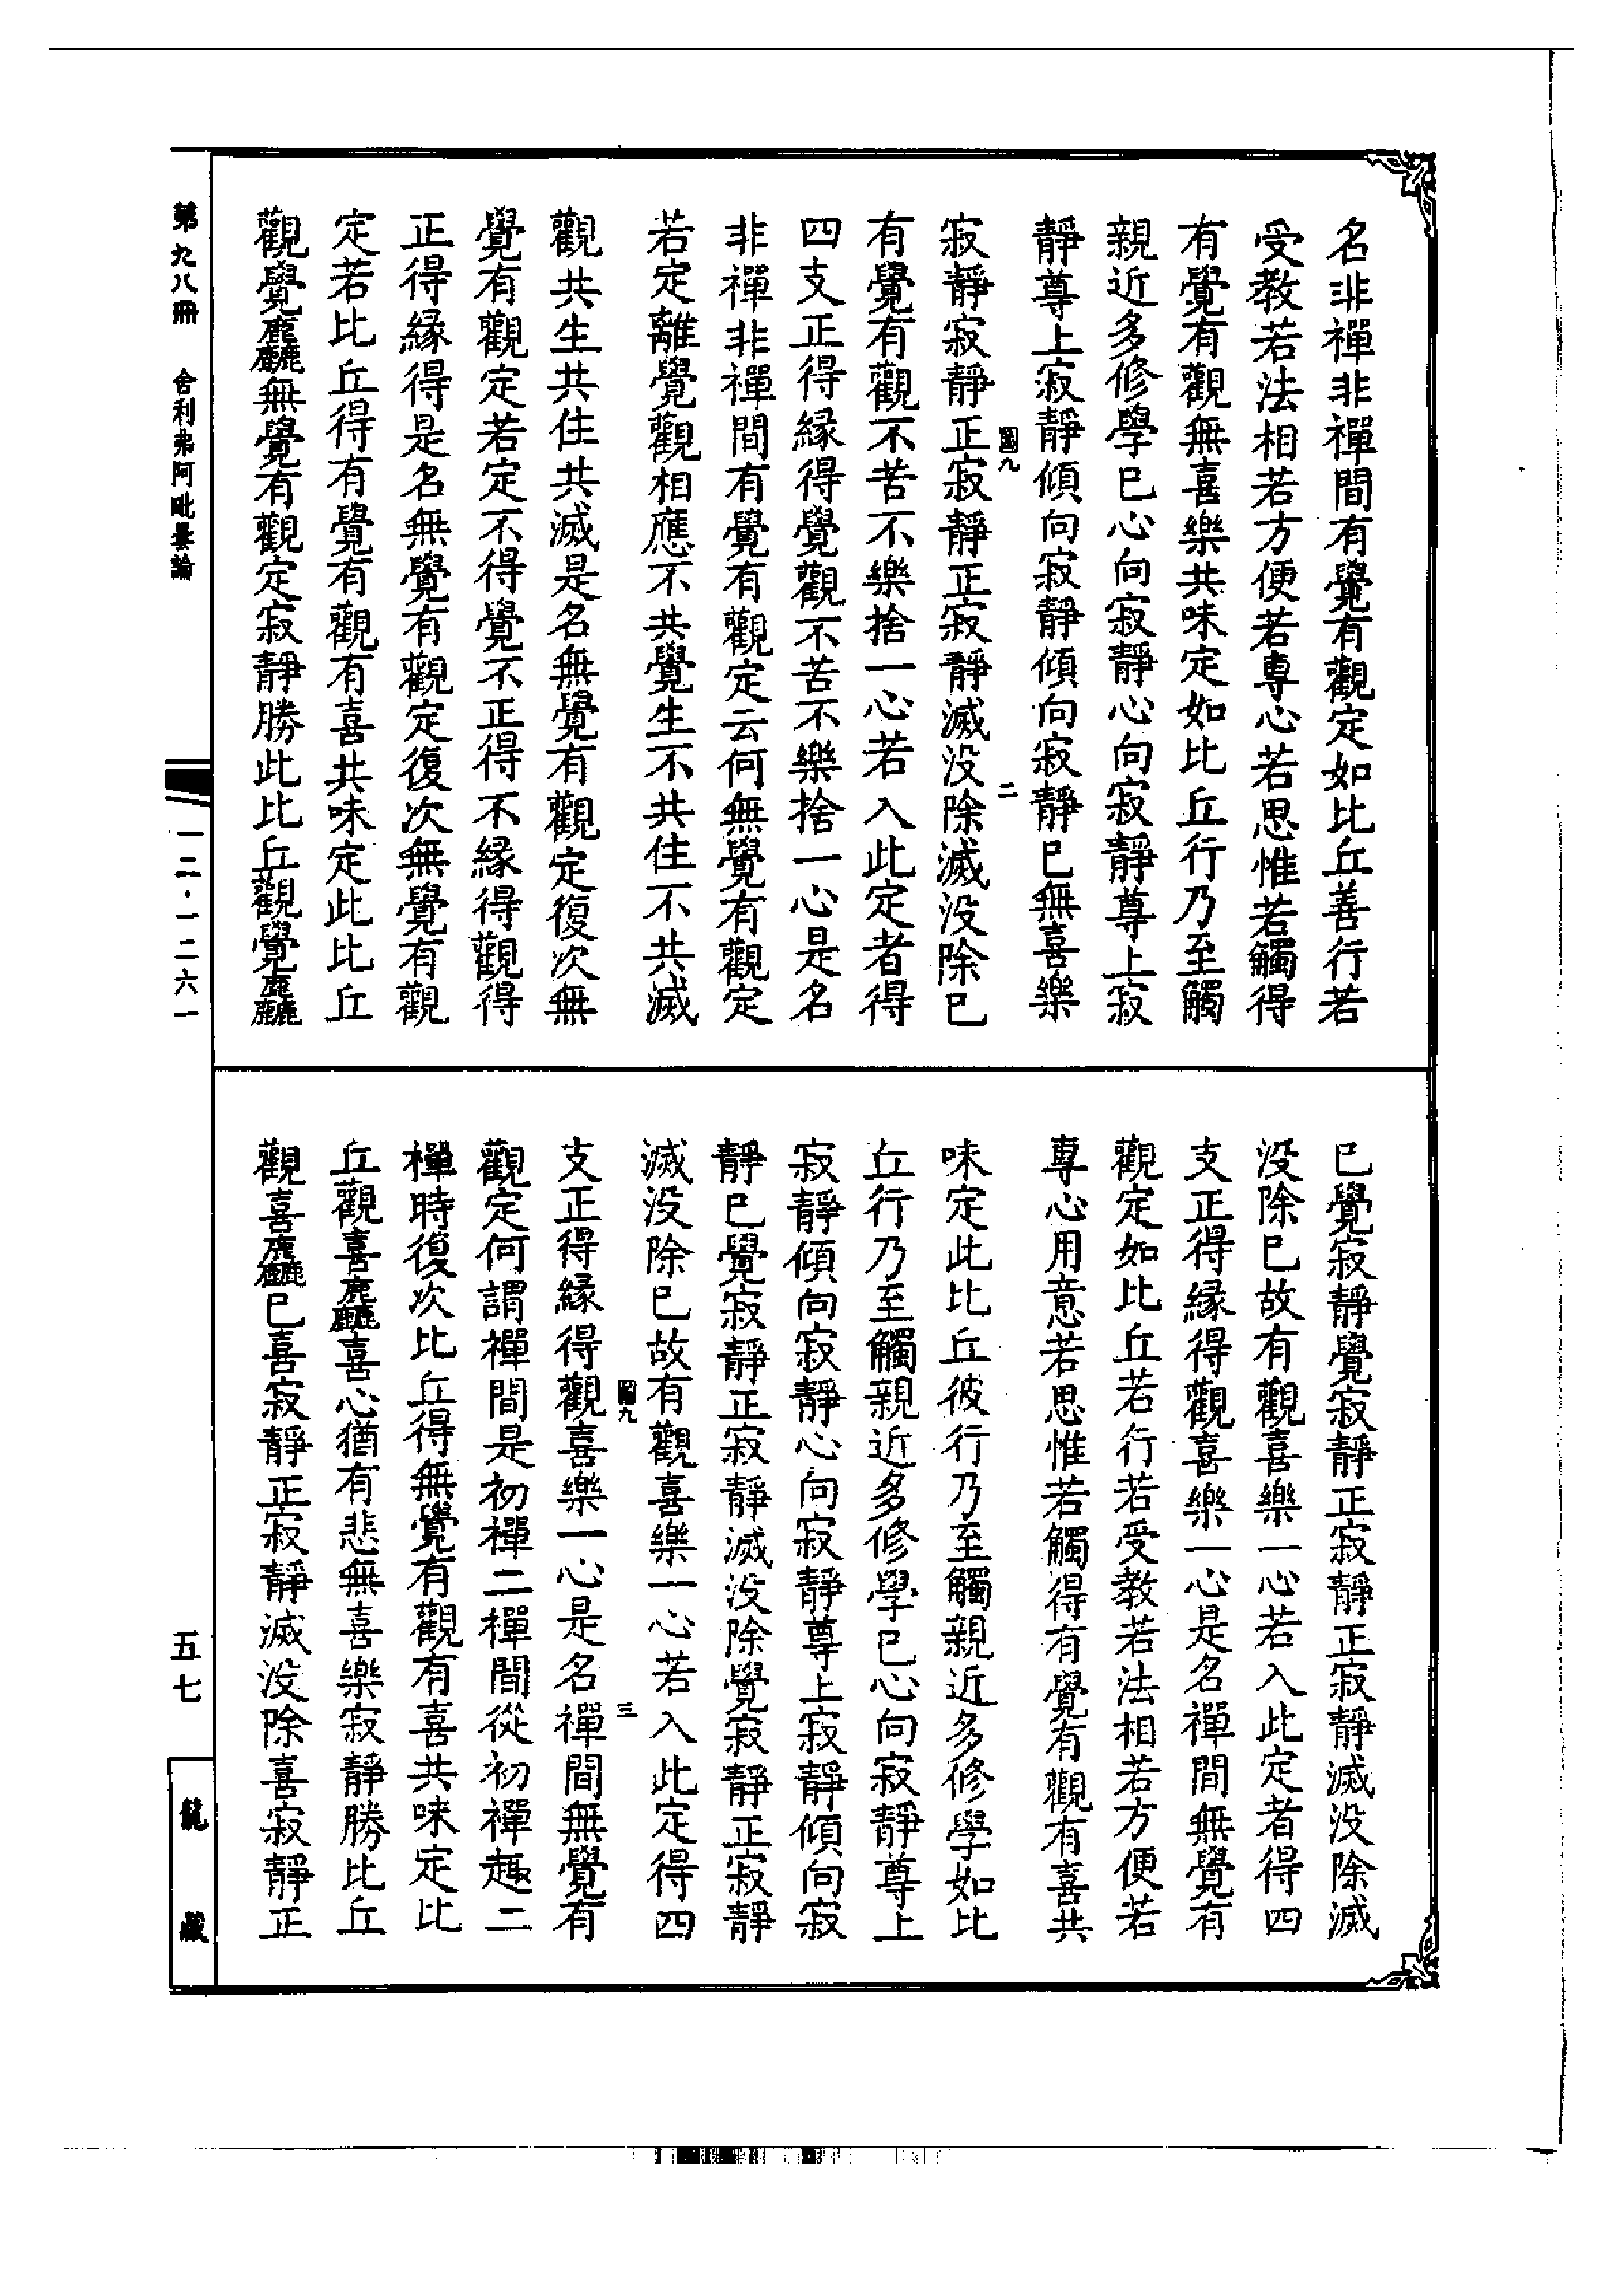 名非禪非禪間有覺有觀定如比丘善行若
受教若法相若方便若專心若思惟若觸得
有覺有觀無喜樂共味定如比丘行乃至觸
親近多修學已心向寂靜心向寂靜尊上寂
靜尊上寂靜傾向寂靜傾向寂靜已無喜樂
圖九
二
寂靜寂靜正寂靜正寂靜滅没除滅没除已
有覺有觀不苦不樂捨一心若入此定者得
四支正得緣得覺觀不苦不樂捨一心是名
非禪非禪間有覺有觀定云何無覺有觀定
若定離覺觀相應不共覺生不共住不共滅
觀共生共住共滅是名無覺有觀定復次無
覺有觀定若定不得覺不正得不緣得觀得
正得緣得是名無覺有觀定復次無覺有觀
定若比丘得有覺有觀有喜共味定此比丘
觀覺麁麤無覺有觀定寂靜勝此比丘觀覺麁麤
已覺寂靜覺寂靜正寂靜正寂靜滅没除滅
没除已故有觀喜樂一心若入此定者得四
支正得緣得觀喜樂一心是名禪間無覺有
觀定如比丘若行若受教若法相若方便若
專心用意若思惟若觸得有覺有觀有喜共
味定此比丘彼行乃至觸親近多修學如比
丘行乃至觸親近多修學已心向寂靜尊上
寂靜傾向寂靜心向寂靜尊上寂靜傾向寂
靜已覺寂靜正寂靜滅没除覺寂靜正寂靜
滅没除已故有觀喜樂一心若入此定得四
圖九
三
支正得緣得觀喜樂一心是名禪間無覺有
觀定何謂禪間是初禪二禪間從初禪趣二
禪時復次比丘得無覺有觀有喜共味定比
丘觀喜麁麤喜心猶有悲無喜樂寂靜勝比丘
觀喜麁麤已喜寂靜正寂靜滅没除喜寂靜正
第九八冊 舍利弗阿毗曇論
一二·一二六一
五七
龍藏